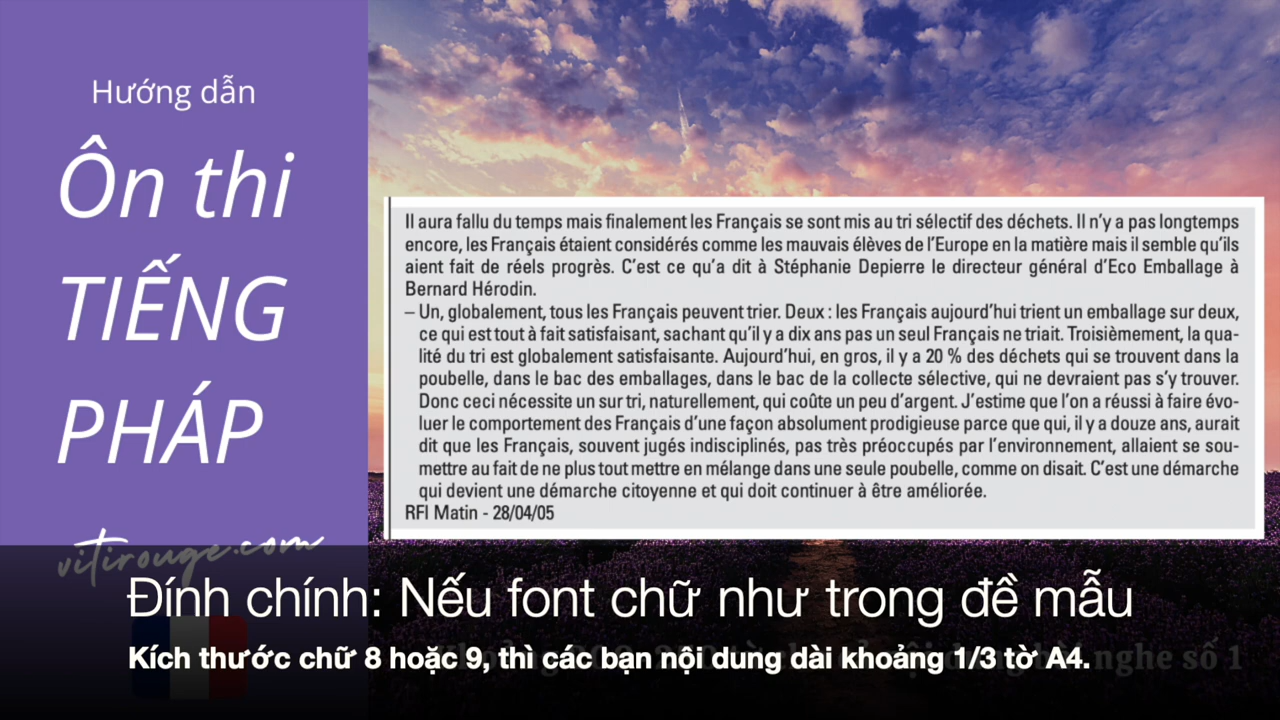 Hướng dẫn
Ôn thi
TIẾNG
PHÁP
vitirouge.com
Il aura fallu du temps mais finalement les Français se sont mis au tri sélectif des déchets. Il n’y a pas longtemps
encore, les Français étaient considérés comme les mauvais élèves de l’Europe en la matière mais il semble qu’ils
aient fait de réels progrès. C’est ce qu’a dit à Stéphanie Depierre le directeur général d’Eco Emballage à
Bernard Hérodin.
– Un, globalement, tous les Français peuvent trier. Deux : les Français aujourd’hui trient un emballage sur deux,
ce qui est tout à fait satisfaisant, sachant qu’il y a dix ans pas un seul Français ne triait. Troisièmement, la qua-
lité du tri est globalement satisfaisante. Aujourd’hui, en gros, il y a 20 % des déchets qui se trouvent dans la
poubelle, dans le bac des emballages, dans le bac de la collecte sélective, qui ne devraient pas s’y trouver.
Donc ceci nécessite un sur tri, naturellement, qui coûte un peu d’argent. J’estime que l’on a réussi à faire évo-
luer le comportement des Français d’une façon absolument prodigieuse parce que qui, il y a douze ans, aurait
dit que les Français, souvent jugés indisciplinés, pas très préoccupés par l’environnement, allaient se sou-
mettre au fait de ne plus tout mettre en mélange dans une seule poubelle, comme on disait. C’est une démarche
qui devient une démarche citoyenne et qui doit continuer à être améliorée.
RFI Matin - 28/04/05
Đính chính: Nếu font chữ như trong đề mẫu
Kích thước chữ 8 hoặc 9, thì các bạn nội dung dài khoảng 1/3 tờ A4.
nghe số 1